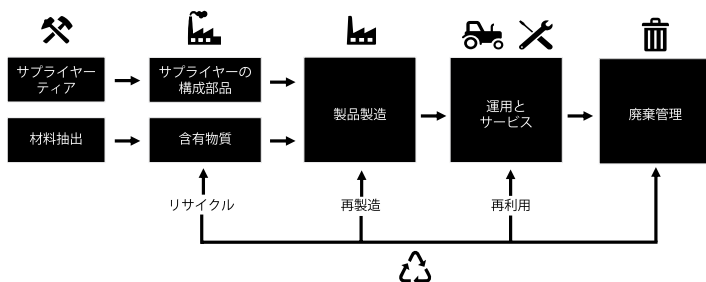 サプライヤー
ティア
サプライヤーの
構成部品
材料抽出
含有物質
製品製造
運用と
サービス
廃棄管理
リサイクル
再製造
再利用